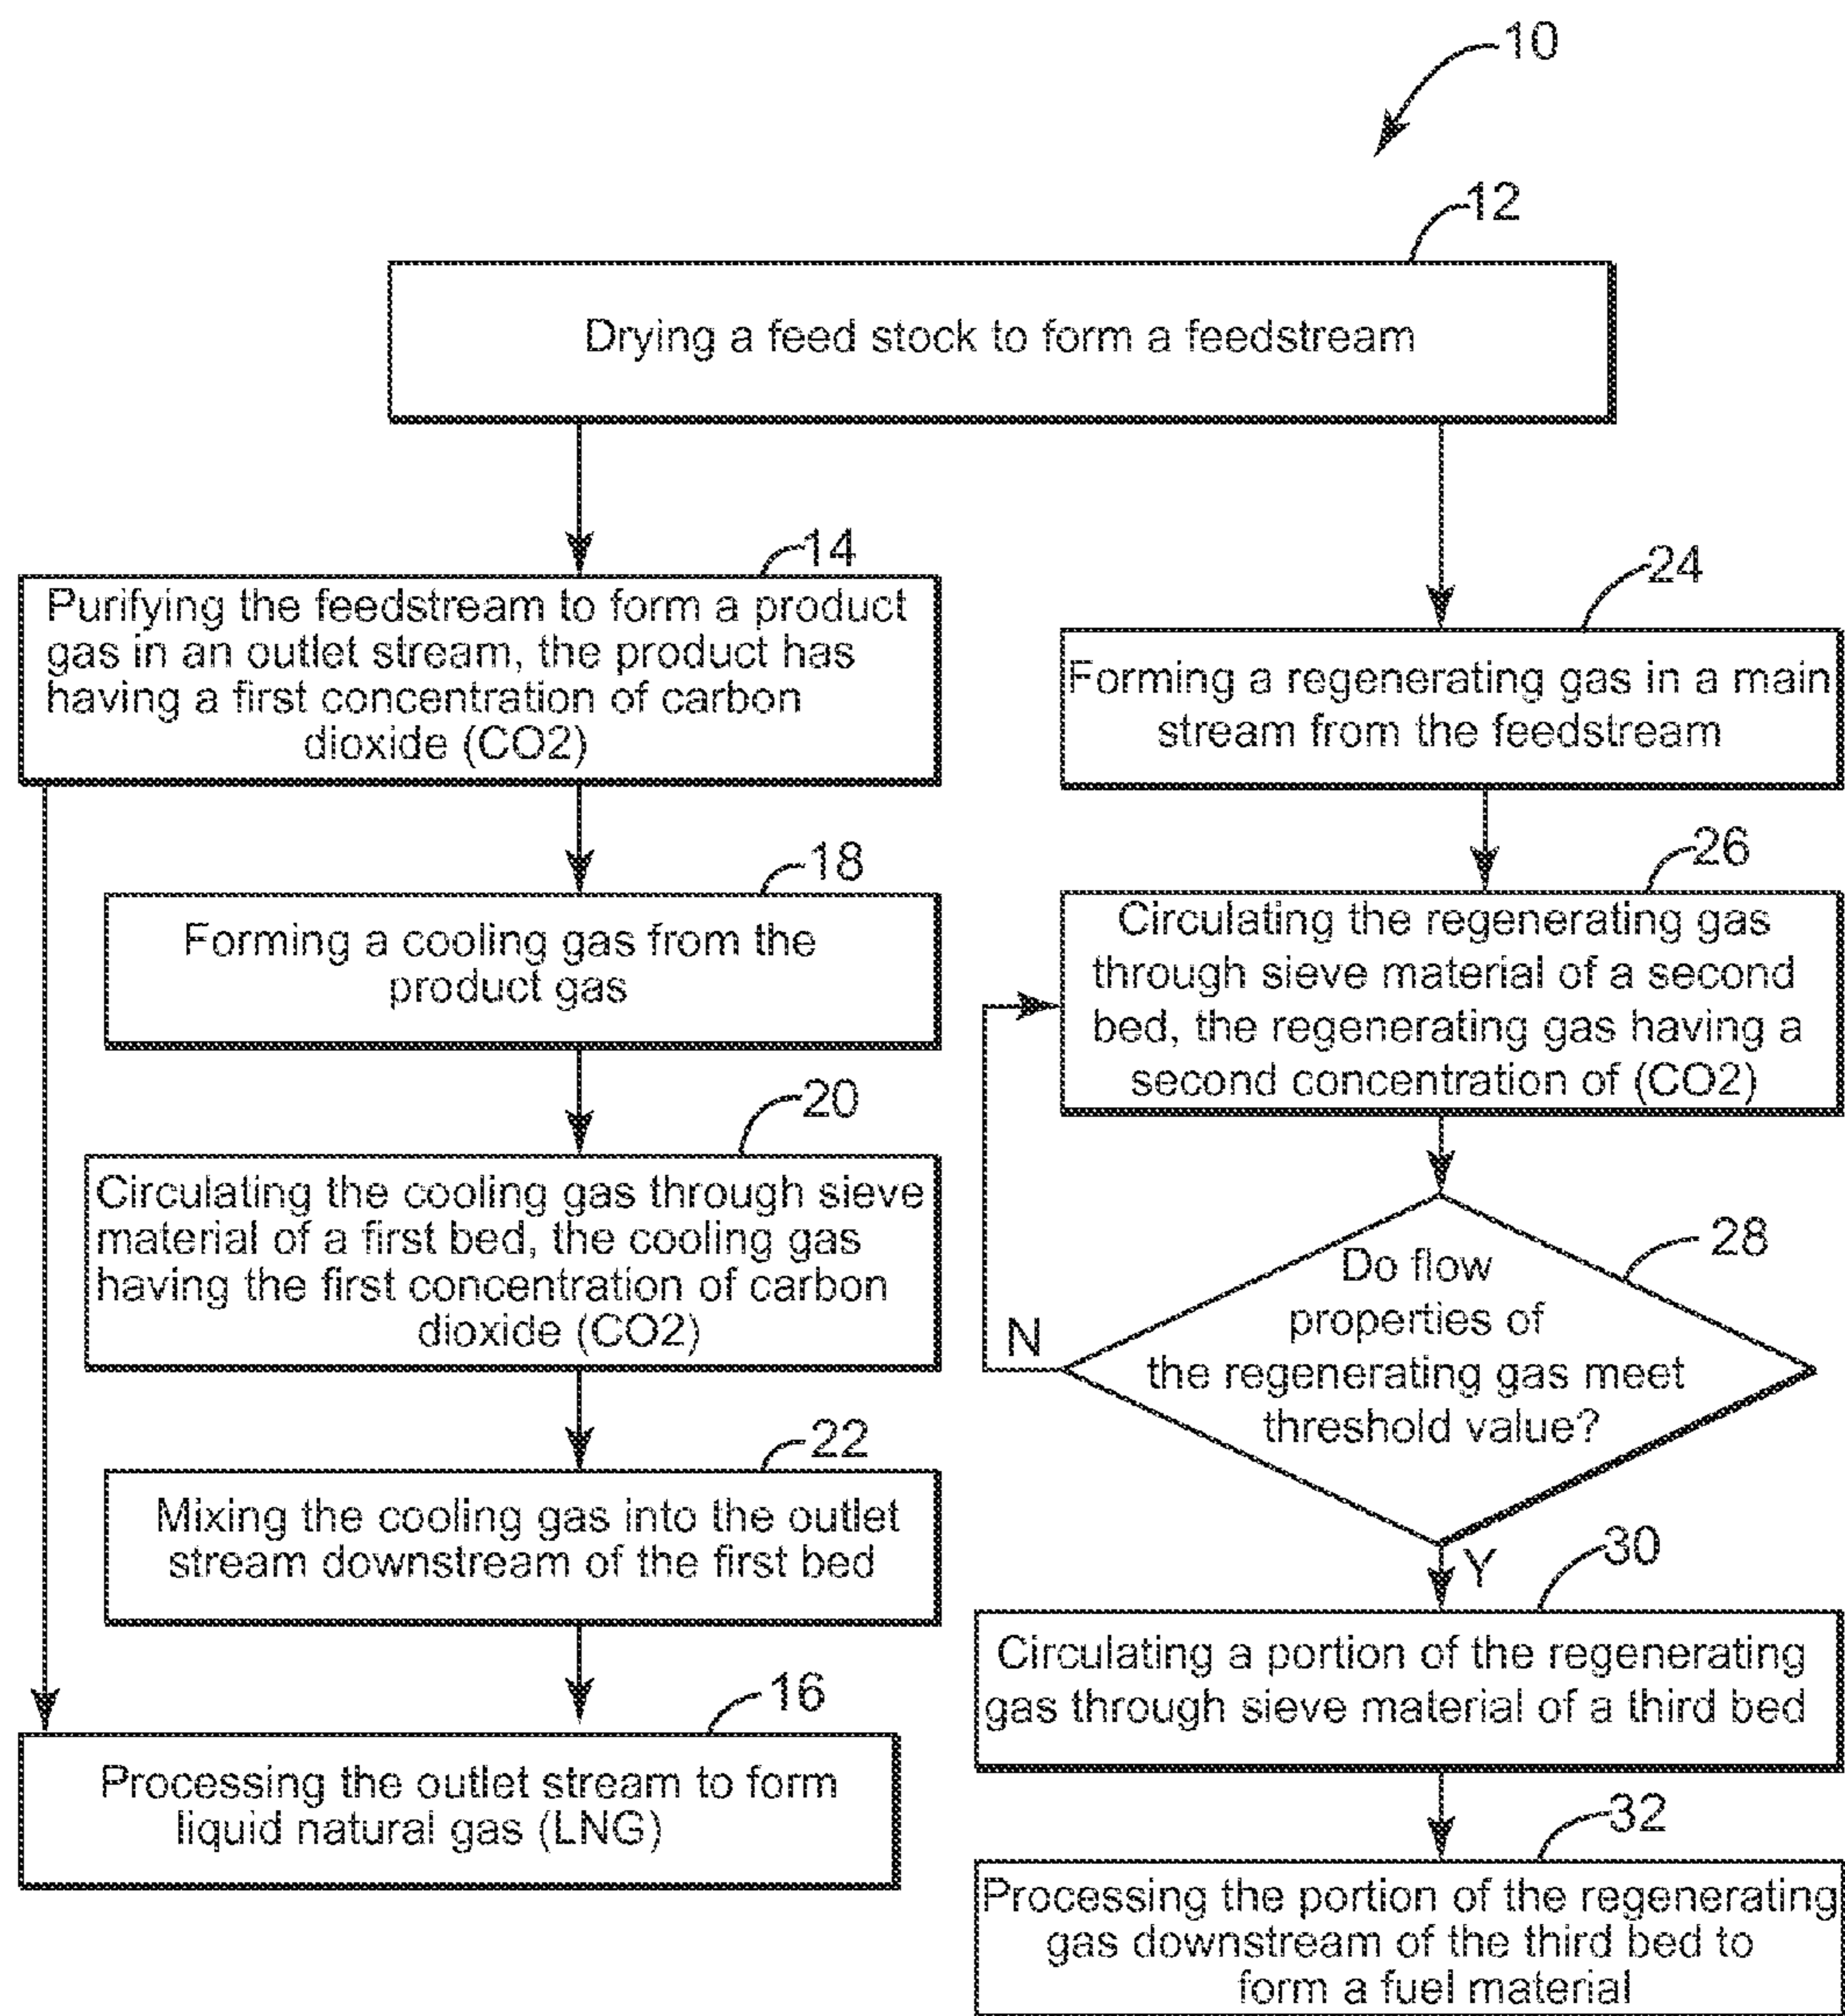 10
12
Drying a feed stock to form a feedstream
14
Purifying the feedstream to form a product
gas in an outlet stream, the product has
having a first concentration of carbon
dioxide (CO2)
24
Forming a regenerating gas in a main
stream from the feedstream
18
Forming a cooling gas from the
product gas
26
Circulating the regenerating gas
through sieve material of a second
bed, the regenerating gas having a
second concentration of (CO2)
20
Circulating the cooling gas through sieve
material of a first bed, the cooling gas
having the first concentration of carbon
dioxide (CO2)
28
Do flow
properties of
the regenerating gas meet
threshold value?
N
Y
22
Mixing the cooling gas into the outlet
stream downstream of the first bed
30
Circulating a portion of the regenerating
gas through sieve material of a third bed
16
Processing the outlet stream to form
liquid natural gas (LNG)
32
Processing the portion of the regenerating
gas downstream of the third bed to
form a fuel material